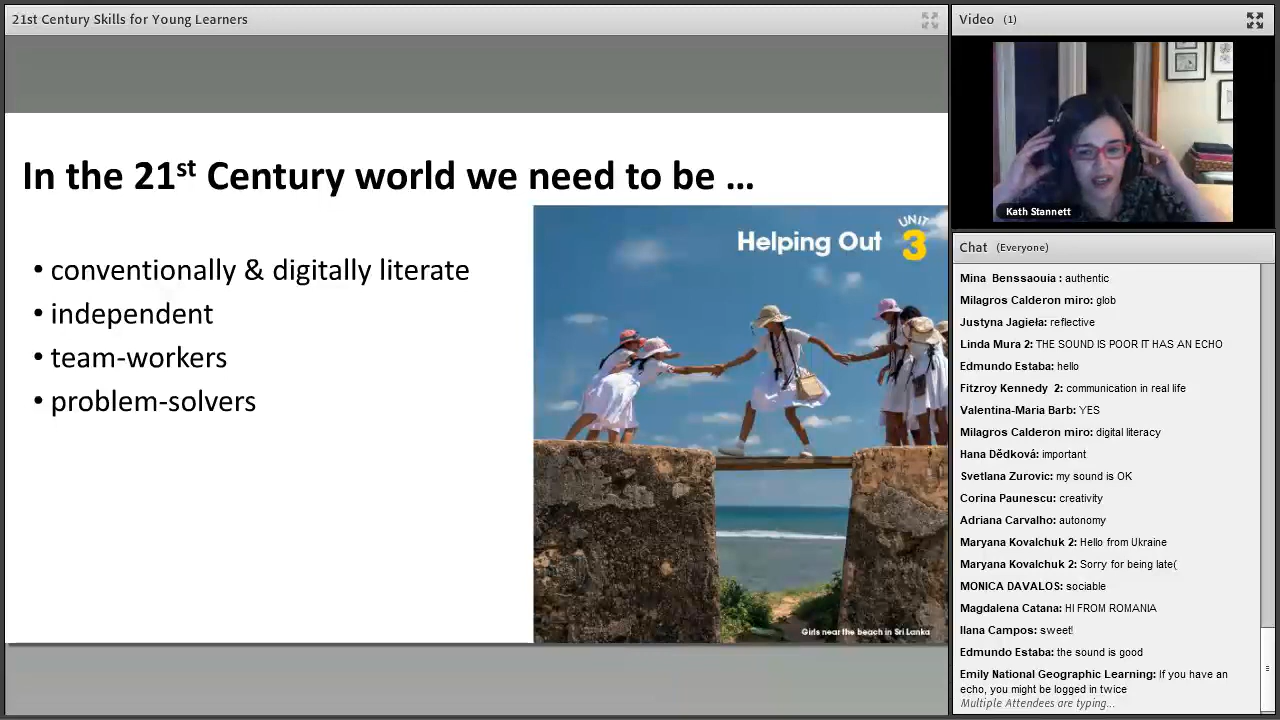 21st Century Skills for Young Learners
In the 21st Century world we need to be ...
• conventionally & digitally literate
• independent
• team-workers
• problem-solvers
UNIT
Helping Out 3
Girls near the beach in Sri Lanka
Video (1)
Kath Stannett
Chat (Everyone)
Mina Benssaouia : authentic
Milagros Calderon miro: glob
Justyna Jagieła: reflective
Linda Mura 2: THE SOUND IS POOR IT HAS AN ECHO
Edmundo Estaba: hello
Fitzroy Kennedy 2: communication in real life
Valentina-Maria Barb: YES
Milagros Calderon miro: digital literacy
Hana Dědková: important
Svetlana Zurovic: my sound is OK
Corina Paunescu: creativity
Adriana Carvalho: autonomy
Maryana Kovalchuk 2: Hello from Ukraine
Maryana Kovalchuk 2: Sorry for being late(
MONICA DAVALOS: sociable
Magdalena Catana: HI FROM ROMANIA
Ilana Campos: sweet!
Edmundo Estaba: the sound is good
Emily National Geographic Learning: If you have an
echo, you might be logged in twice
Multiple Attendees are typing...